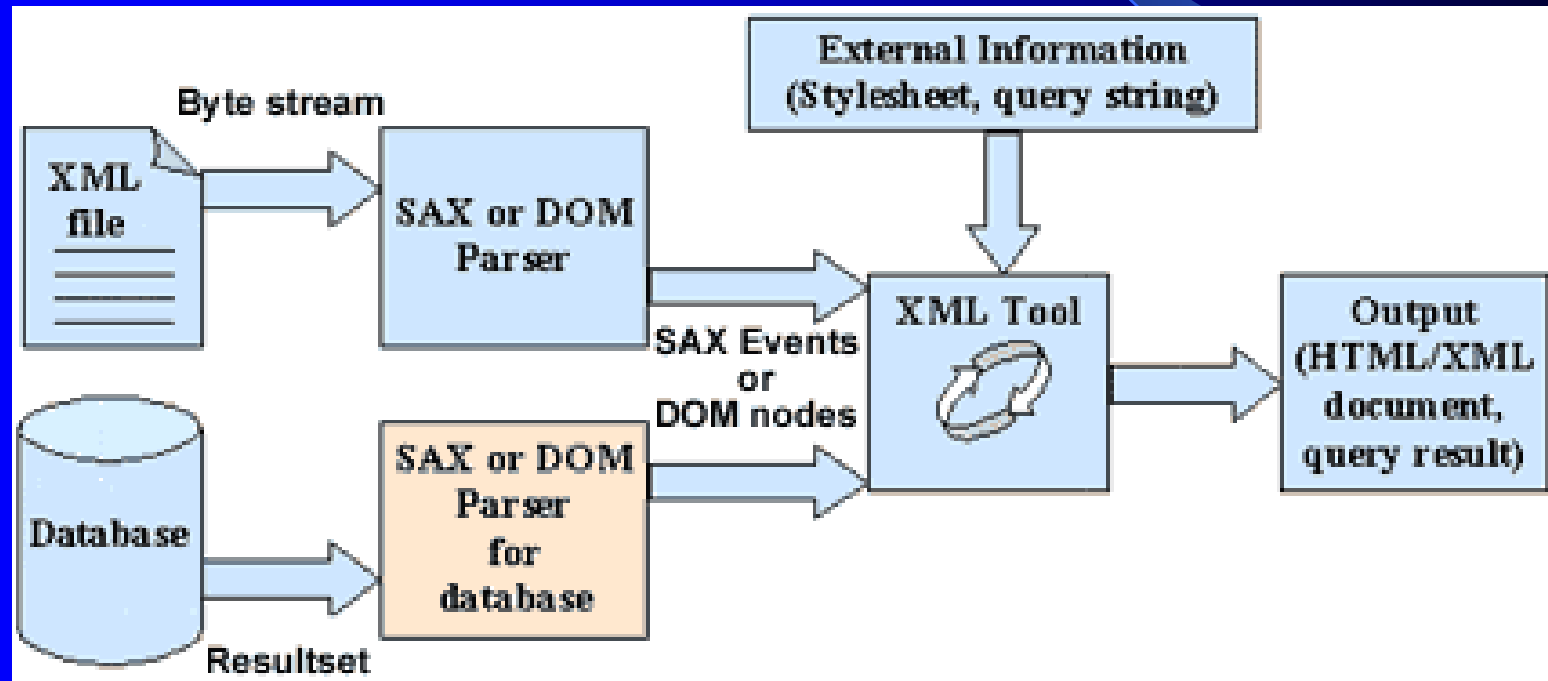 External Information
(Stylesheet, query string)
Byte stream
XML
file
SAX or DOM
Parser
SAX Events
or
DOM nodes
XML Tool
Output
(HTML/XML
document,
query result)
Database
SAX or DOM
Parser
for
database
Resultset